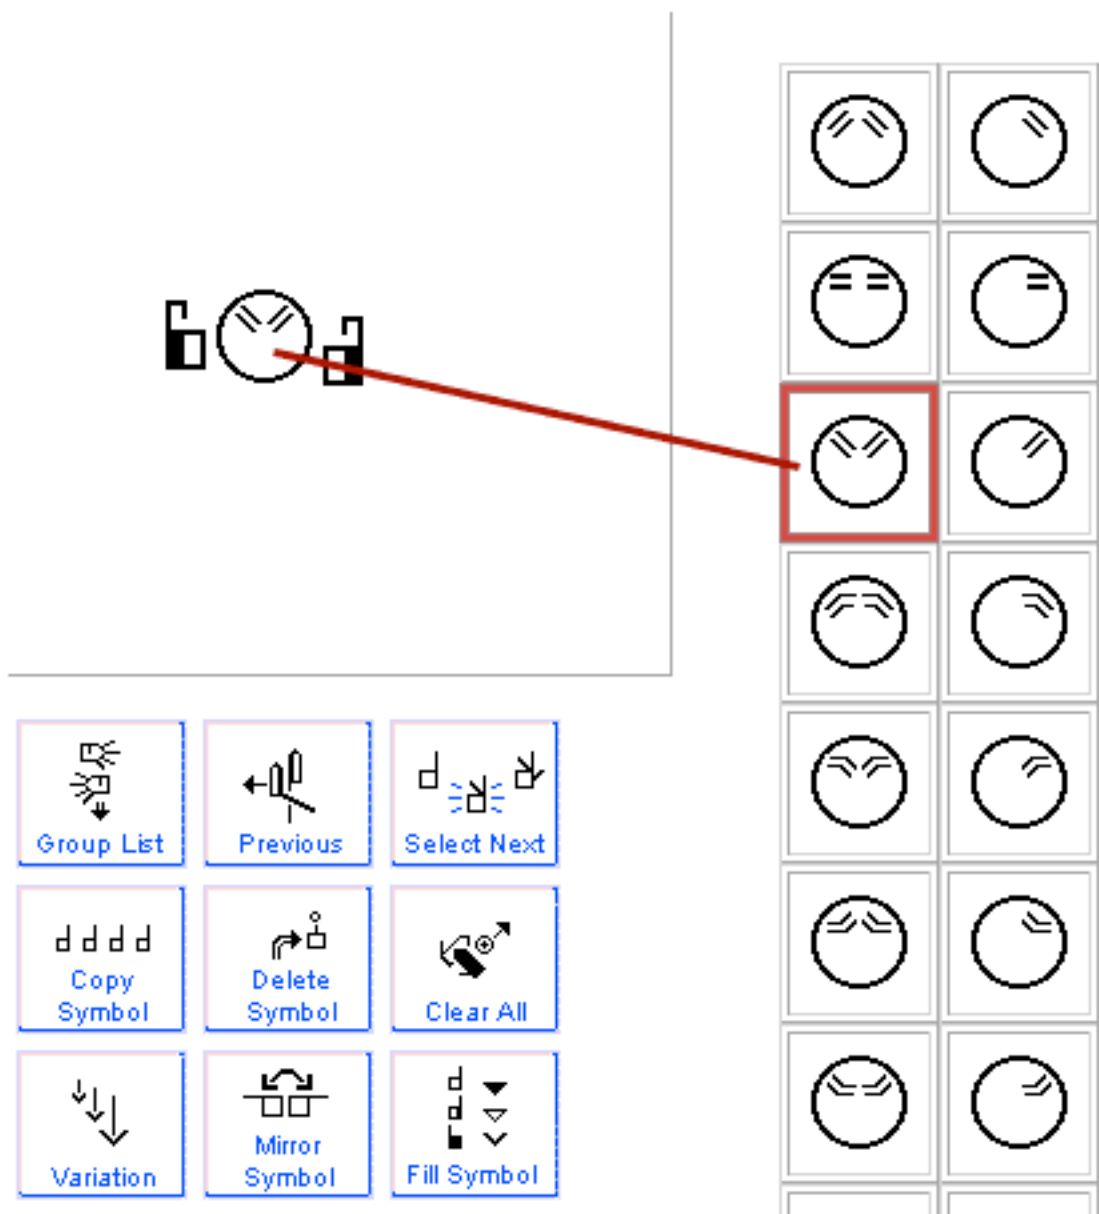 Group List
Previous
Select Next
Copy
Symbol
Delete
Symbol
Clear All
Variation
Mirror
Symbol
Fill Symbol